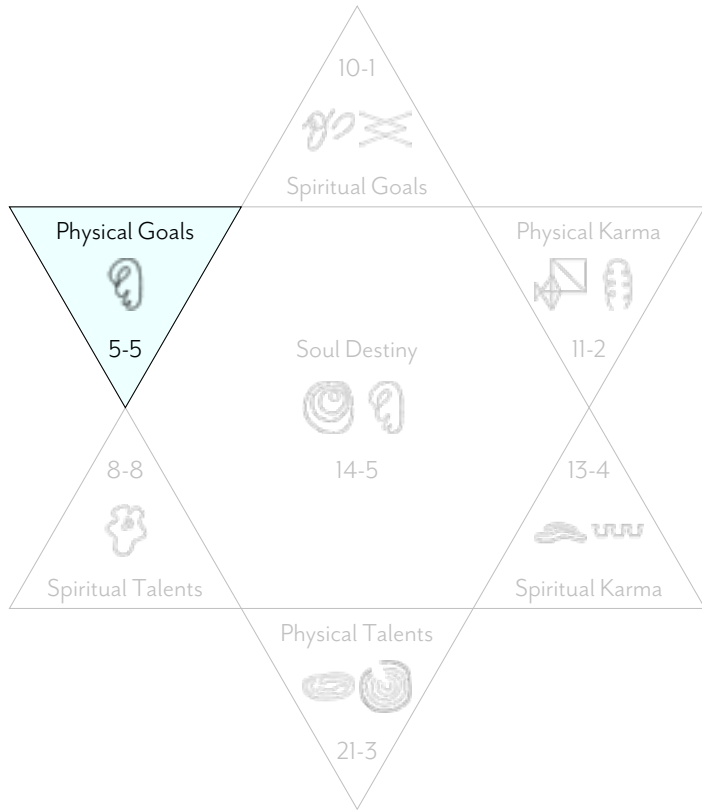 10-1
Spiritual Goals
Physical Goals
5-5
Physical Karma
11-2
Soul Destiny
14-5
8-8
Spiritual Talents
13-4
Spiritual Karma
Physical Talents
21-3